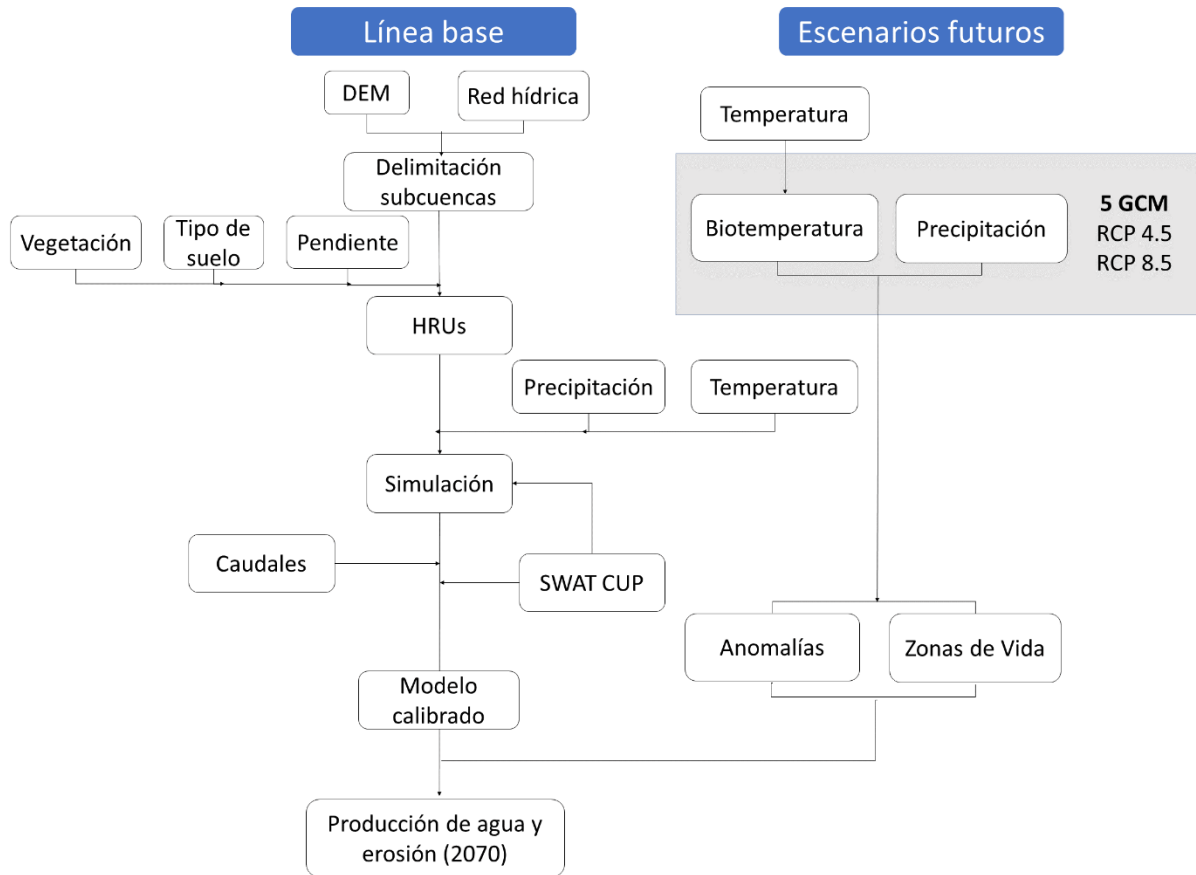 Línea base
Escenarios futuros
DEM
Red hídrica
Temperatura
Delimitación
subcuencas
Vegetación
Tipo de
suelo
Pendiente
Biotemperatura
Precipitación
5 GCM
RCP 4.5
RCP 8.5
HRUs
Precipitación
Temperatura
Simulación
Caudales
SWAT CUP
Anomalías
Zonas de Vida
Modelo
calibrado
Producción de agua y
erosión (2070)